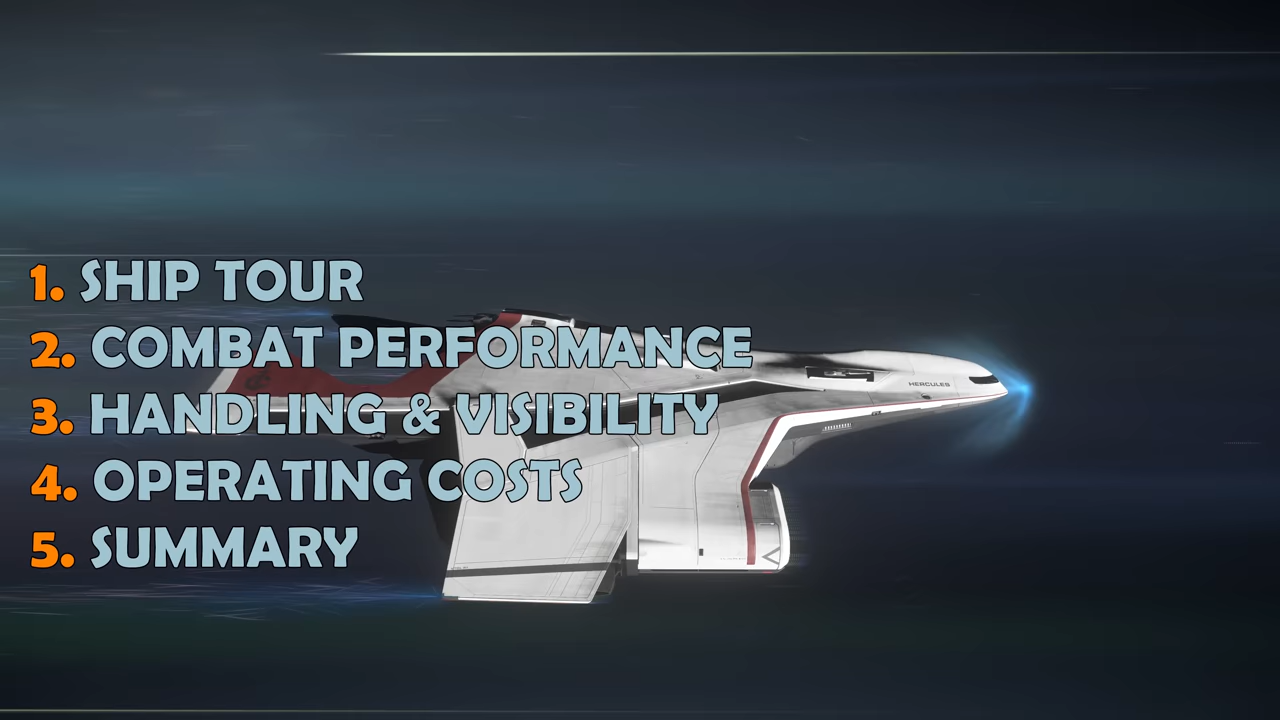 1. SHIP TOUR
2. COMBAT PERFORMANCE
3. HANDLING & VISIBILITY
4. OPERATING COSTS
5. SUMMARY
HERCULES